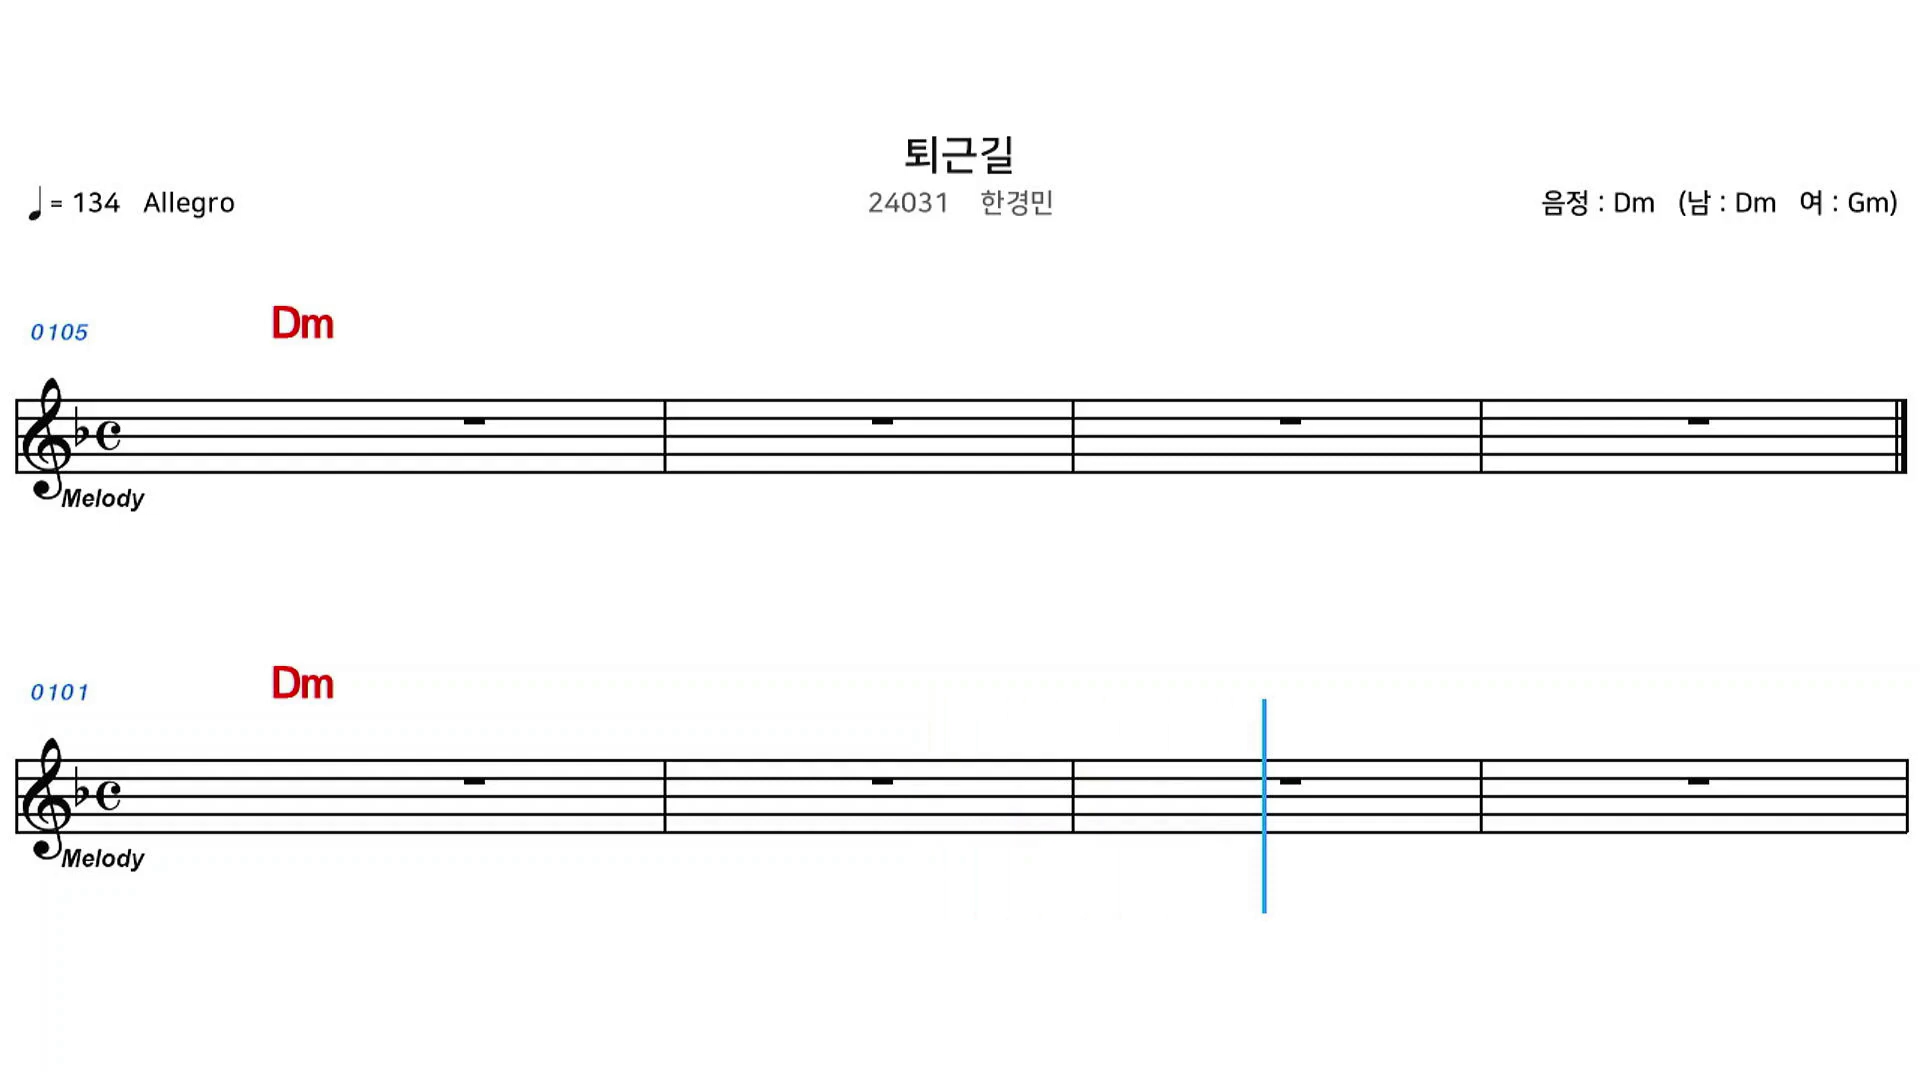 퇴근길
♩= 134 Allegro 24031 한경민 음정 : Dm (남 : Dm 여 : Gm)
0105 Dm
Melody
0101 Dm
Melody